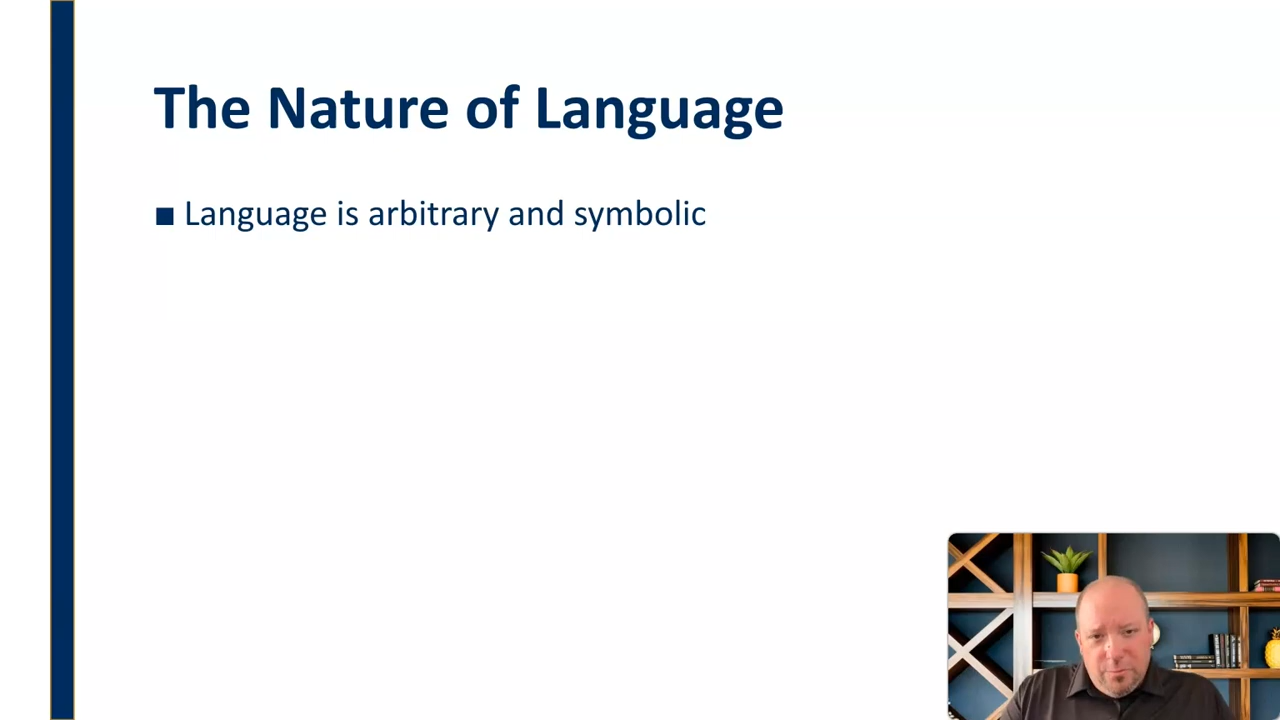 The Nature of Language
■ Language is arbitrary and symbolic